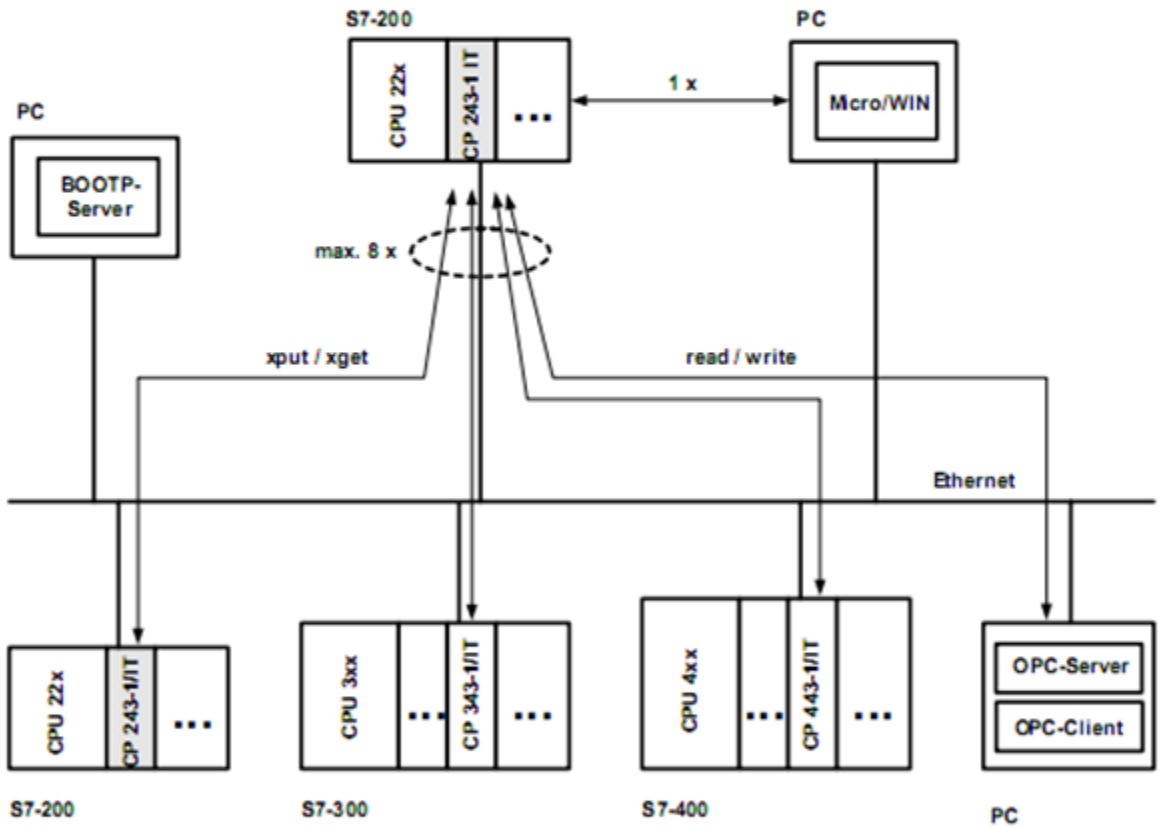 S7-200
PC
CPU 22x
CP 243-1 IT
...
1 x
Micro/WIN
PC
BOOTP-
Server
max. 8 x
xput / xget
read / write
Ethernet
CPU 22x
CP 243-1/IT
...
CPU 3xx
...
CP 343-1/IT
...
CPU 4xx
...
CP 443-1/IT
...
OPC-Server
OPC-Client
S7-200
S7-300
S7-400
PC